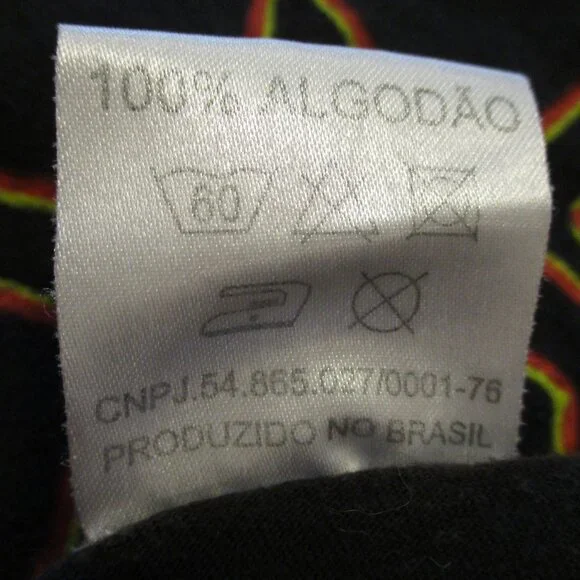 100% ALGODÃO
60
CNPJ.54.865.027/0001-76
PRODUZIDO NO BRASIL